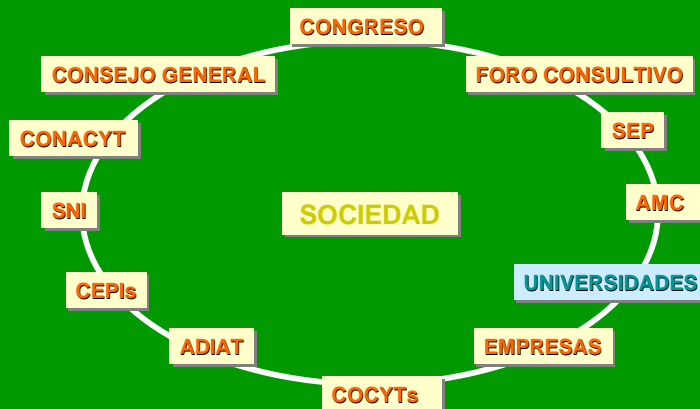 CONGRESO
CONSEJO GENERAL
FORO CONSULTIVO
CONACYT
SEP
SNI
SOCIEDAD
AMC
CEPIs
UNIVERSIDADES
ADIAT
EMPRESAS
COCYTs